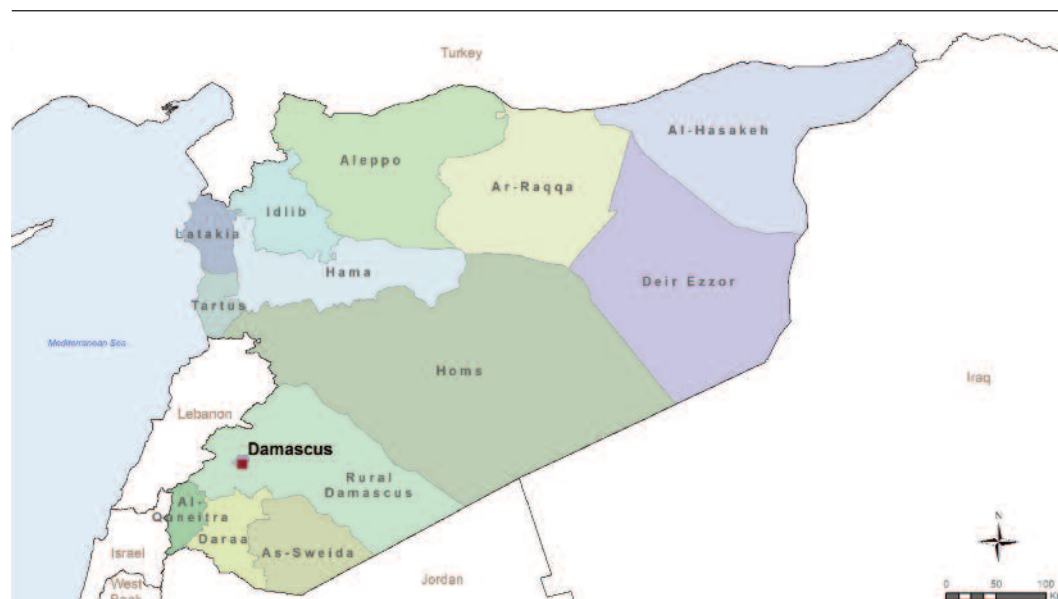 Turkey
Al-Hasakeh
Aleppo
Ar-Raqqa
Idlib
Latakia
Hama
Deir Ezzor
Tartus
Mediterranean Sea
Homs
Iraq
Lebanon
Damascus
Rural
Damascus
Al-
Qoneitra
Daraa
As-Sweida
Israel
Jordan
West
N
0
50
100